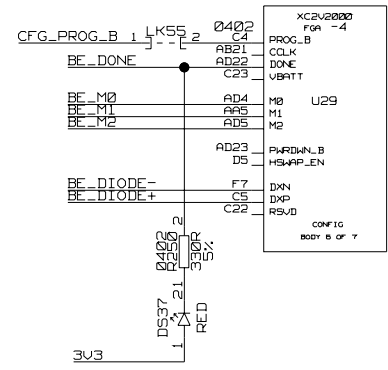 XC2V2000
FGA -4
LK55
0402
CFG_PROG_B 1 2 C4 PROG_B
AB21 CCLK
BE_DONE AD22 DONE
C23 VBATT
BE_M0 AD4 M0
U29
BE_M1 AA5 M1
BE_M2 AD5 M2
AD23 PWRDWN_B
D5 HSWAP_EN
BE_DIODE- F7 DXN
BE_DIODE+ C5 DXP
C22 RSVD
CONFIG
BODY 6 OF 7
2
0402
R250
330R
5%
1
2
DS37
RED
1
3V3